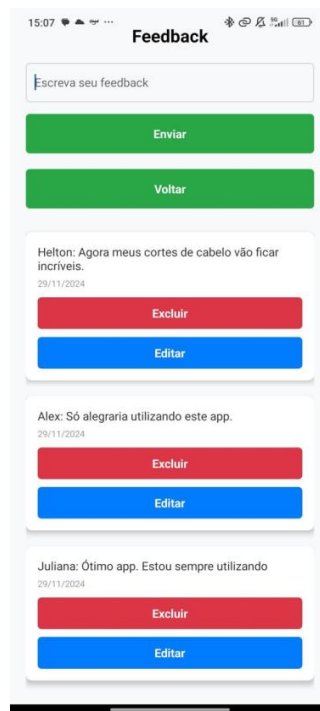 15:07
Feedback
5G
61
Escreva seu feedback
Enviar
Voltar
Helton: Agora meus cortes de cabelo vão ficar
incríveis.
29/11/2024
Excluir
Editar
Alex: Só alegraria utilizando este app.
29/11/2024
Excluir
Editar
Juliana: Ótimo app. Estou sempre utilizando
29/11/2024
Excluir
Editar